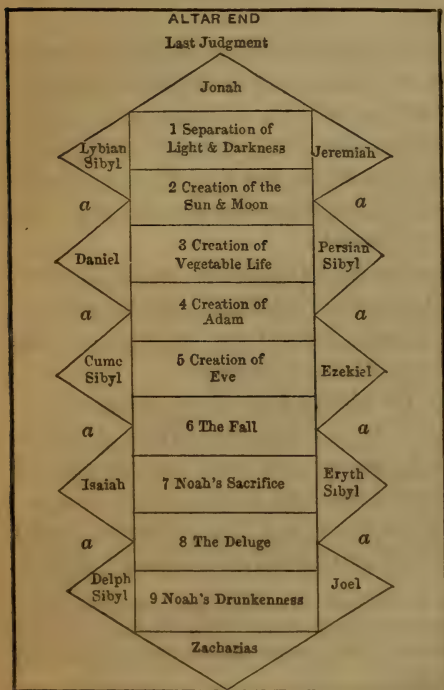 ALTAR END
Last Judgment
Jonah
Lybian
Sibyl
1 Separation of
Light & Darkness
Jeremiah
a
2 Creation of the
Sun & Moon
a
Daniel
3 Creation of
Vegetable Life
Persian
Sibyl
a
4 Creation of
Adam
a
Cume
Sibyl
5 Creation of
Eve
Ezekiel
a
6 The Fall
a
Isaiah
7 Noah's Sacrifice
Eryth
Sibyl
a
8 The Deluge
a
Delph
Sibyl
9 Noah's Drunkenness
Joel
Zacharias